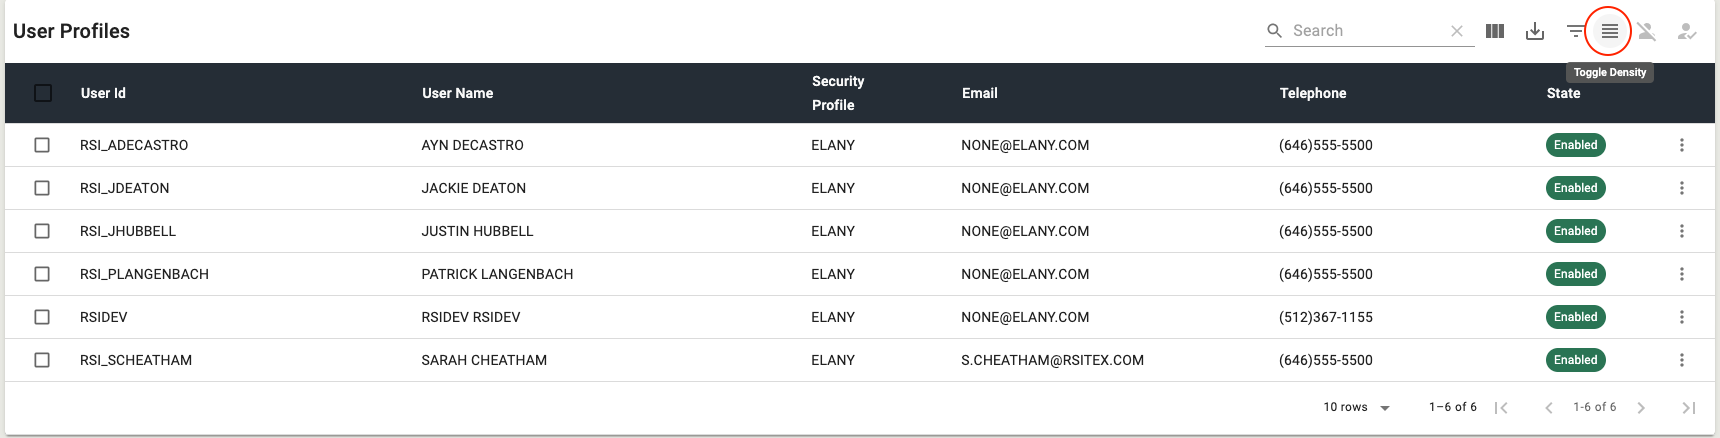 User Profiles
Search
Toggle Density
User Id User Name Security Profile Email Telephone State
RSI_ADECASTRO AYN DECASTRO ELANY NONE@ELANY.COM (646)555-5500 Enabled
RSI_JDEATON JACKIE DEATON ELANY NONE@ELANY.COM (646)555-5500 Enabled
RSI_JHUBBELL JUSTIN HUBBELL ELANY NONE@ELANY.COM (646)555-5500 Enabled
RSI_PLANGENBACH PATRICK LANGENBACH ELANY NONE@ELANY.COM (646)555-5500 Enabled
RSIDEV RSIDEV RSIDEV ELANY NONE@ELANY.COM (512)367-1155 Enabled
RSI_SCHEATHAM SARAH CHEATHAM ELANY S.CHEATHAM@RSITEX.COM (646)555-5500 Enabled
10 rows 1–6 of 6 1-6 of 6